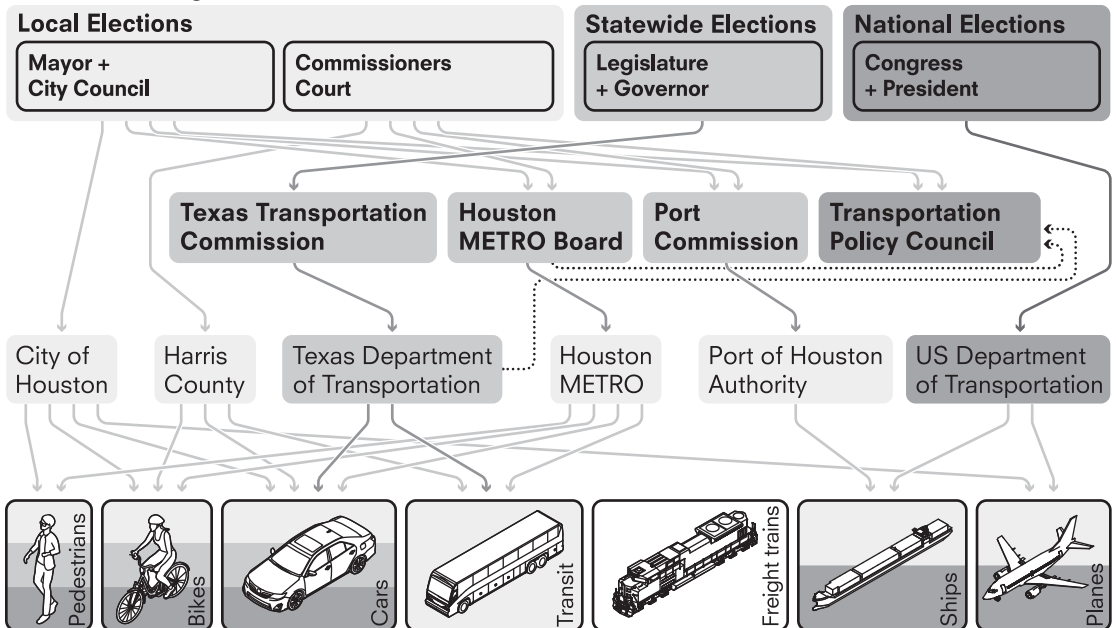 Local Elections
Mayor +
City Council
Commissioners
Court
Statewide Elections
Legislature
+ Governor
National Elections
Congress
+ President
Texas Transportation
Commission
Houston
METRO Board
Port
Commission
Transportation
Policy Council
City of
Houston
Harris
County
Texas Department
of Transportation
Houston
METRO
Port of Houston
Authority
US Department
of Transportation
Pedestrians
Bikes
Cars
Transit
Freight trains
Ships
Planes